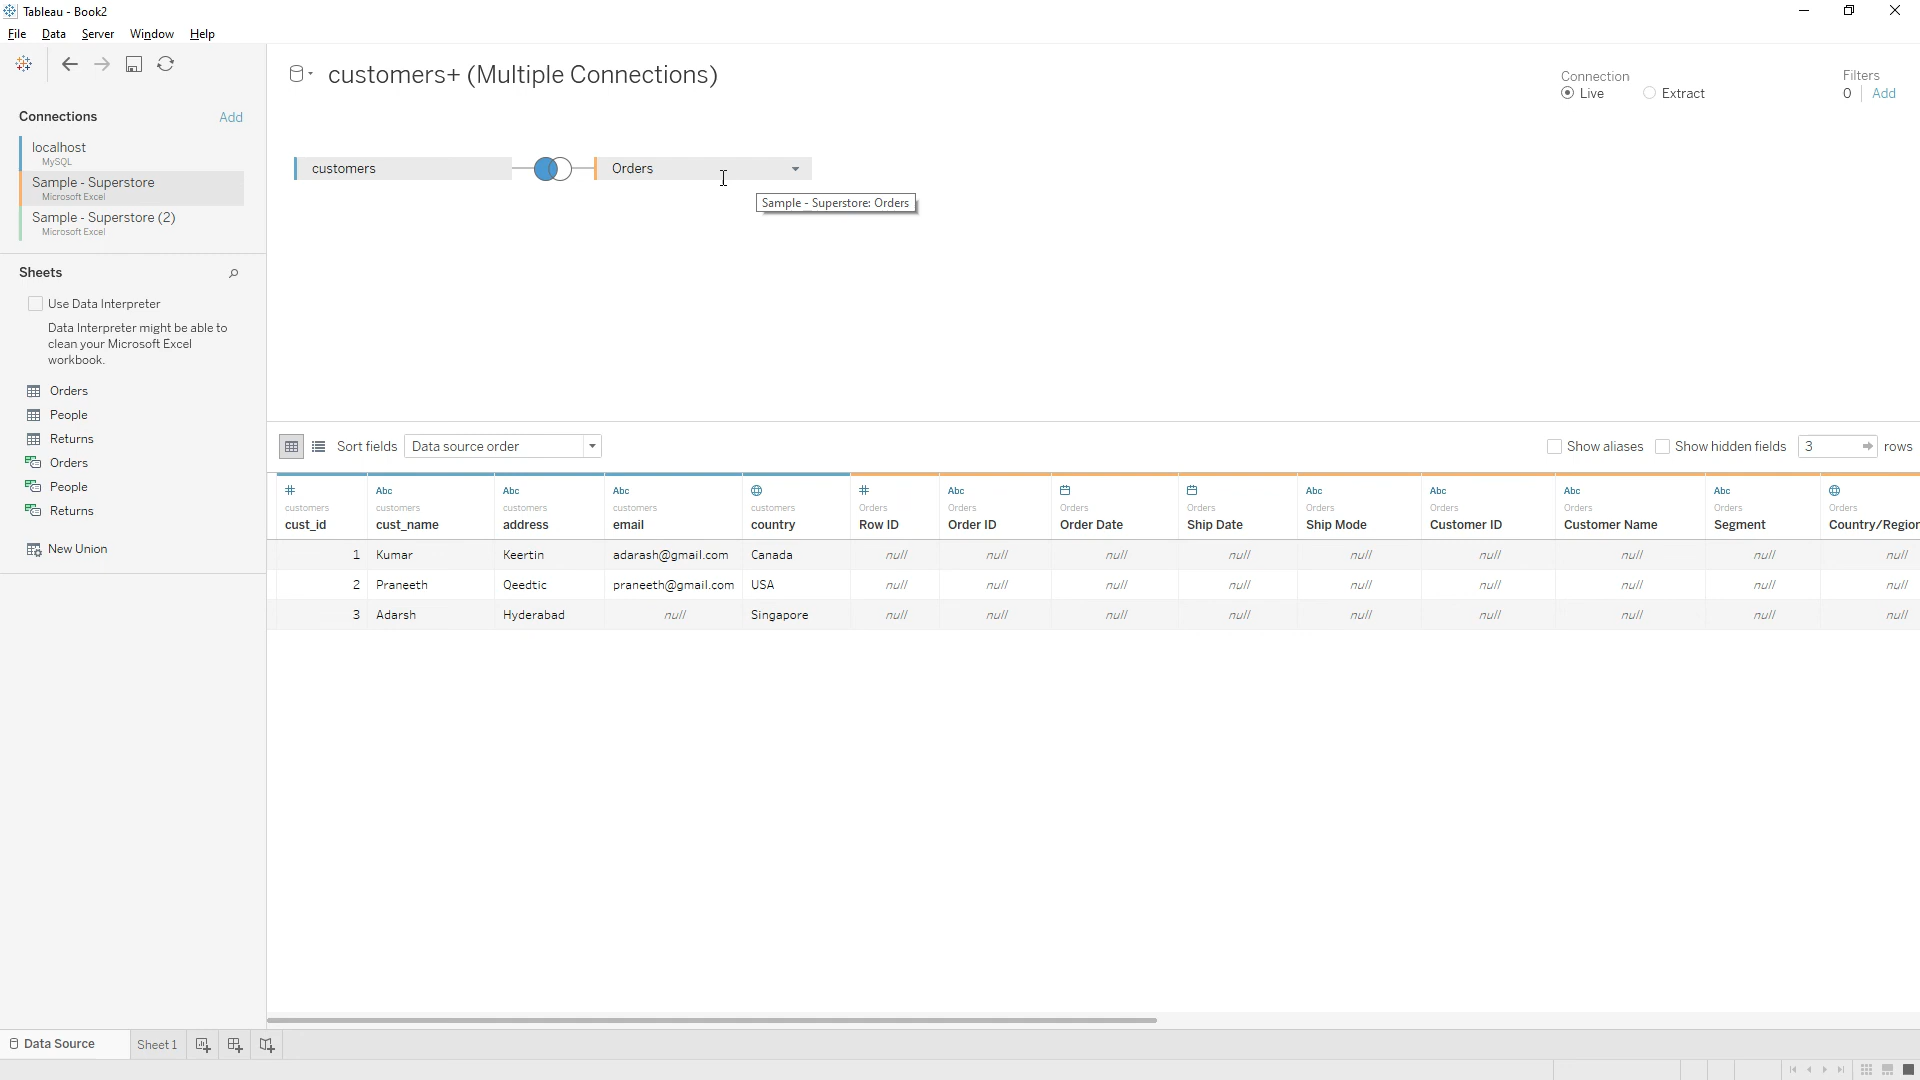 Tableau - Book2
File Data Server Window Help
customers+ (Multiple Connections)
Connection
Live Extract
Filters
0 Add
Connections Add
localhost
MySQL
Sample - Superstore
Microsoft Excel
Sample - Superstore (2)
Microsoft Excel
customers
Orders
Sample - Superstore: Orders
Sheets
Use Data Interpreter
Data Interpreter might be able to
clean your Microsoft Excel
workbook.
Orders
People
Returns
Orders
People
Returns
New Union
Sort fields Data source order Show aliases Show hidden fields 3 rows
# Abc Abc Abc # Abc Abc Abc Abc Abc
customers customers customers customers customers Orders Orders Orders Orders Orders Orders Orders Orders Orders
cust_id cust_name address email country Row ID Order ID Order Date Ship Date Ship Mode Customer ID Customer Name Segment Country/Region
1 Kumar Keertin adarash@gmail.com Canada null null null null null null null null null
2 Praneeth Qeedtic praneeth@gmail.com USA null null null null null null null null null
3 Adarsh Hyderabad null Singapore null null null null null null null null null
Data Source Sheet 1